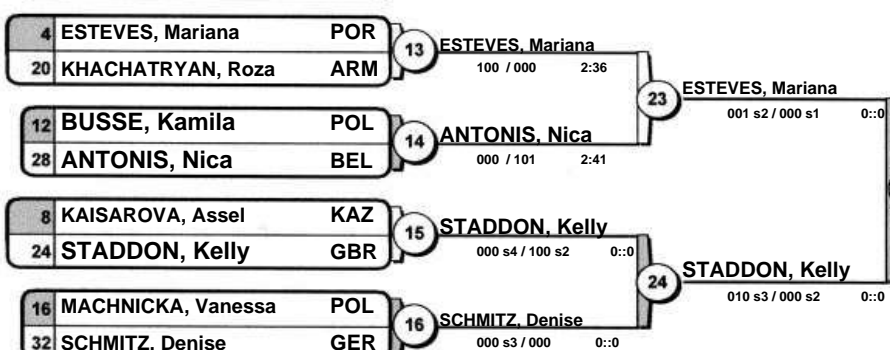 4 ESTEVES, Mariana POR
20 KHACHATRYAN, Roza ARM
13
ESTEVES, Mariana
100 / 000 2:36
12 BUSSE, Kamila POL
28 ANTONIS, Nica BEL
14
ANTONIS, Nica
000 / 101 2:41
23
ESTEVES, Mariana
001 s2 / 000 s1 0::0
8 KAISAROVA, Assel KAZ
24 STADDON, Kelly GBR
15
STADDON, Kelly
000 s4 / 100 s2 0::0
16 MACHNICKA, Vanessa POL
32 SCHMITZ, Denise GER
16
SCHMITZ, Denise
000 s3 / 000 0::0
24
STADDON, Kelly
010 s3 / 000 s2 0::0